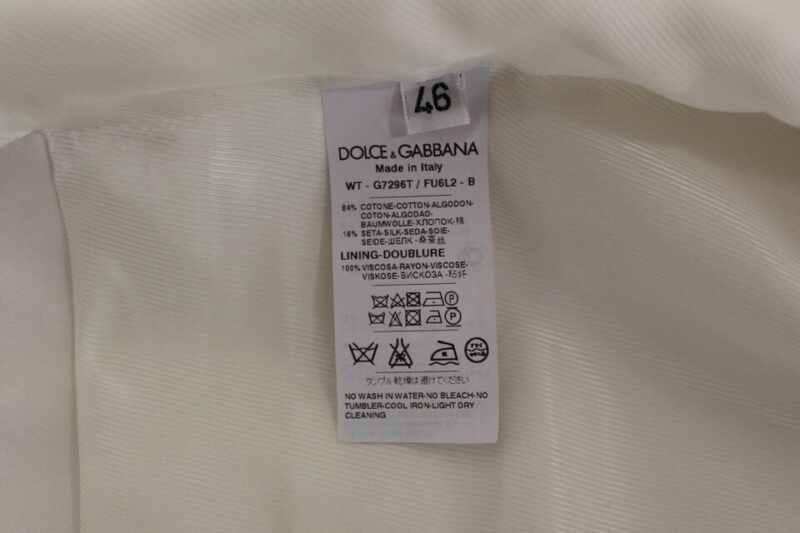 46
DOLCE & GABBANA
Made in Italy
WT - G7296T / FU6L2 - B
84% COTONE-COTTON-ALGODON-
COTON-ALGODAO-
BAUMWOLLE-ХЛОПОК-棉
16% SETA-SILK-SEDA-SOIE-
SEIDE-ШЕЛК-桑蚕丝
LINING-DOUBLURE
100% VISCOSA-RAYON-VISCOSE-
VISKOSE-ВИСКОЗА-粘纤
P
P
タンブル乾燥は避けてください
NO WASH IN WATER-NO BLEACH-NO
TUMBLER-COOL IRON-LIGHT DRY
CLEANING